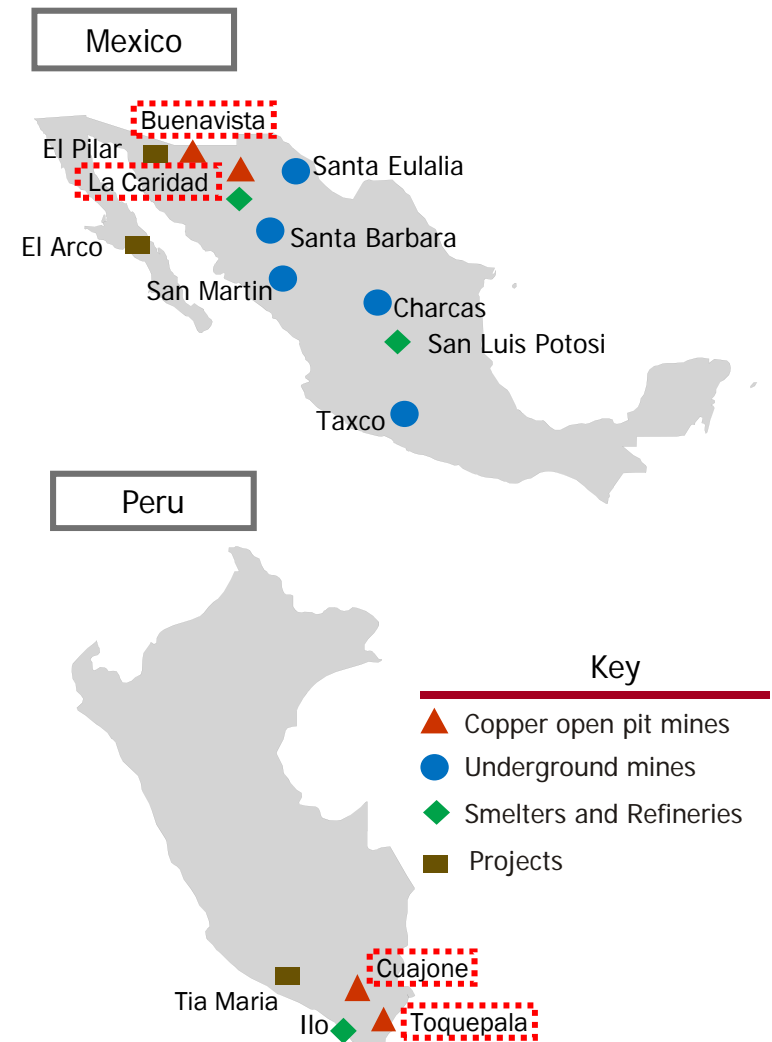 Mexico
Buenavista
El Pilar
Santa Eulalia
La Caridad
Santa Barbara
El Arco
San Martin
Charcas
San Luis Potosi
Taxco
Peru
Key
Copper open pit mines
Underground mines
Smelters and Refineries
Projects
Cuajone
Tia Maria
Ilo
Toquepala